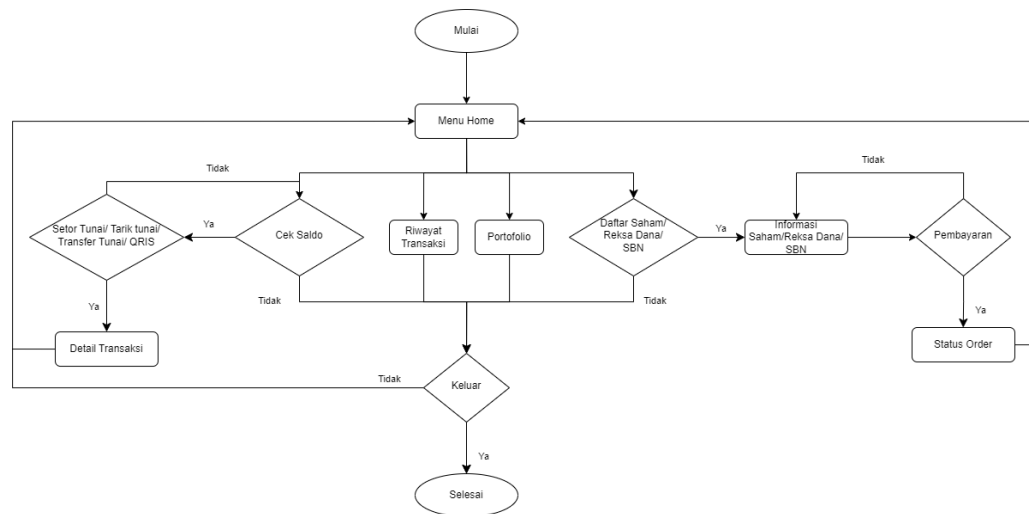 Mulai
Menu Home
Tidak
Tidak
Setor Tunai/ Tarik tunai/
Transfer Tunai/ QRIS
Ya
Cek Saldo
Riwayat
Transaksi
Portofolio
Daftar Saham/
Reksa Dana/
SBN
Ya
Informasi
Saham/Reksa Dana/
SBN
Pembayaran
Ya
Tidak
Tidak
Ya
Detail Transaksi
Status Order
Tidak
Keluar
Ya
Selesai